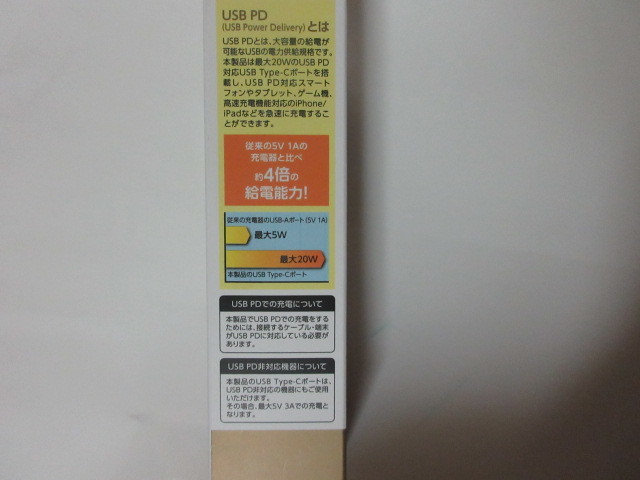 USB PD
(USB Power Delivery) とは
USB PDとは、大容量の給電が
可能なUSBの電力供給規格です。
本製品は最大20WのUSB PD
対応USB Type-Cポートを搭
載し、USB PD対応スマート
フォンやタブレット、ゲーム機、
高速充電機能対応のiPhone/
iPadなどを急速に充電するこ
とができます。
従来の5V 1Aの
充電器と比べ
約4倍の
給電能力!
従来の充電器のUSB-Aポート(5V 1A)
最大5W
最大20W
本製品のUSB Type-Cポート
USB PDでの充電について
本製品でUSB PDでの充電をする
ためには、接続するケーブル・端末
がUSB PDに対応している必要が
あります。
USB PD非対応機器について
本製品のUSB Type-Cポートは、
USB PD非対応の機器にもご使用
いただけます。
その場合、最大5V 3Aでの充電と
なります。